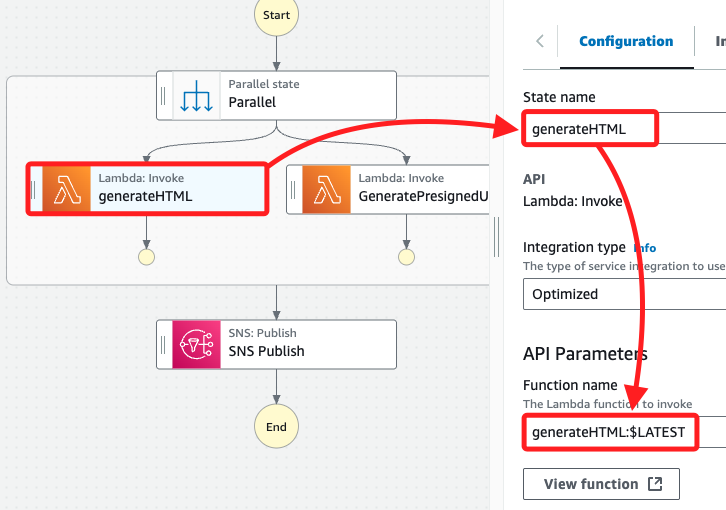 Start
Parallel state
Parallel
Lambda: Invoke
generateHTML
Lambda: Invoke
GeneratePresignedU
SNS: Publish
SNS Publish
End
Configuration
State name
generateHTML
API
Lambda: Invoke
Integration type Info
The type of service integration to use
Optimized
API Parameters
Function name
The Lambda function to invoke
generateHTML:$LATEST
View function